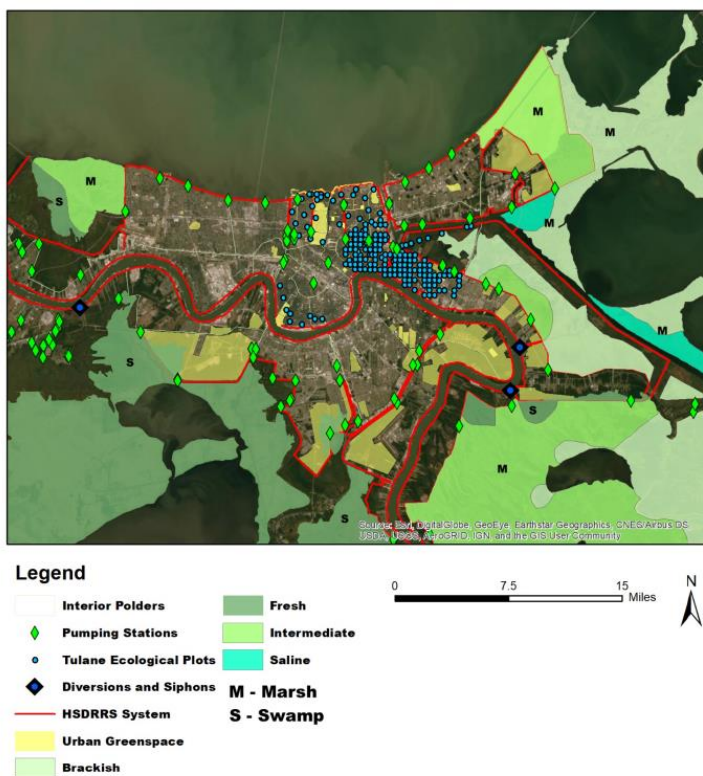 M
M
M
S
M
M
S
S
M
S
Source: Esri, DigitalGlobe, GeoEye, Earthstar Geographics, CNES/Airbus DS,
USDA, USGS, AeroGRID, IGN, and the GIS User Community
Legend
Interior Polders
Pumping Stations
Tulane Ecological Plots
Diversions and Siphons
HSDRRS System
Urban Greenspace
Brackish
Fresh
Intermediate
Saline
M - Marsh
S - Swamp
0 7.5 15
Miles
N